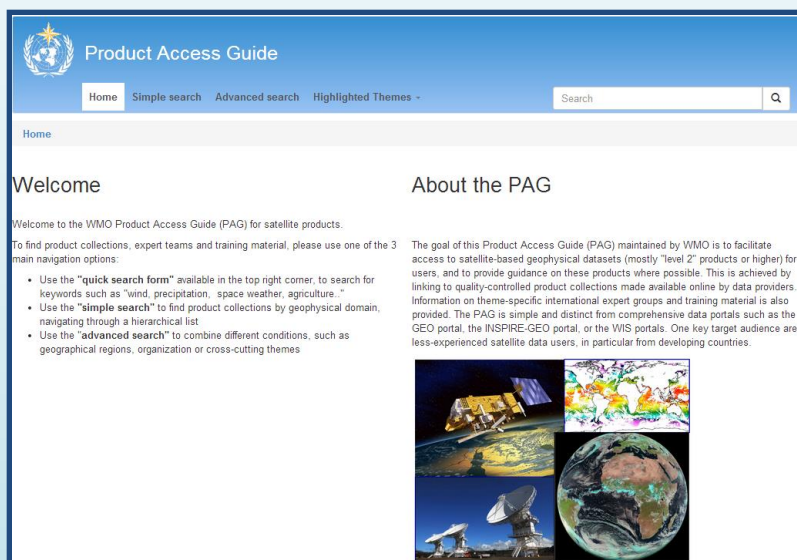 Product Access Guide
Home Simple search Advanced search Highlighted Themes
Search
Home
Welcome
Welcome to the WMO Product Access Guide (PAG) for satellite products.
To find product collections, expert teams and training material, please use one of the 3
main navigation options:
• Use the "quick search form" available in the top right corner, to search for
keywords such as "wind, precipitation, space weather, agriculture.."
• Use the "simple search" to find product collections by geophysical domain,
navigating through a hierarchical list
• Use the "advanced search" to combine different conditions, such as
geographical regions, organization or cross-cutting themes
About the PAG
The goal of this Product Access Guide (PAG) maintained by WMO is to facilitate
access to satellite-based geophysical datasets (mostly "level 2" products or higher) for
users, and to provide guidance on these products where possible. This is achieved by
linking to quality-controlled product collections made available online by data providers.
Information on theme-specific international expert groups and training material is also
provided. The PAG is simple and distinct from comprehensive data portals such as the
GEO portal, the INSPIRE-GEO portal, or the WIS portals. One key target audience are
less-experienced satellite data users, in particular from developing countries.